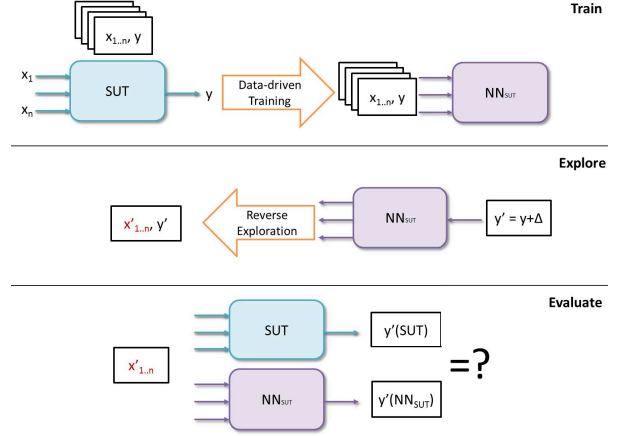 Train
x1..n, y
x1
xn
SUT
y
Data-driven
Training
x1..n, y
NNSUT
Explore
x'1..n, y'
Reverse
Exploration
NNSUT
y' = y+Δ
Evaluate
x'1..n
SUT
y'(SUT)
=?
NNSUT
y'(NNSUT)